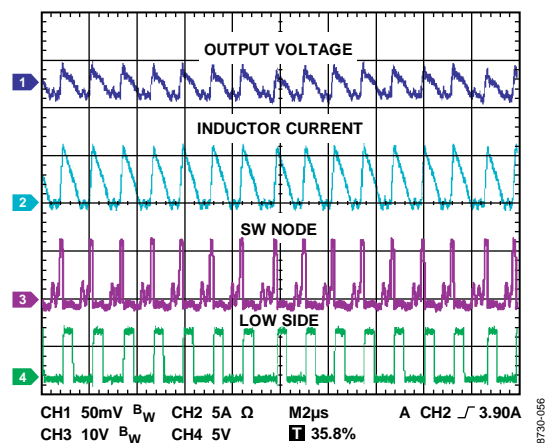 OUTPUT VOLTAGE
1
INDUCTOR CURRENT
2
SW NODE
3
LOW SIDE
4
CH1 50mV BW CH2 5A Ω M2µs A CH2 3.90A
CH3 10V BW CH4 5V T 35.8%
8730-056